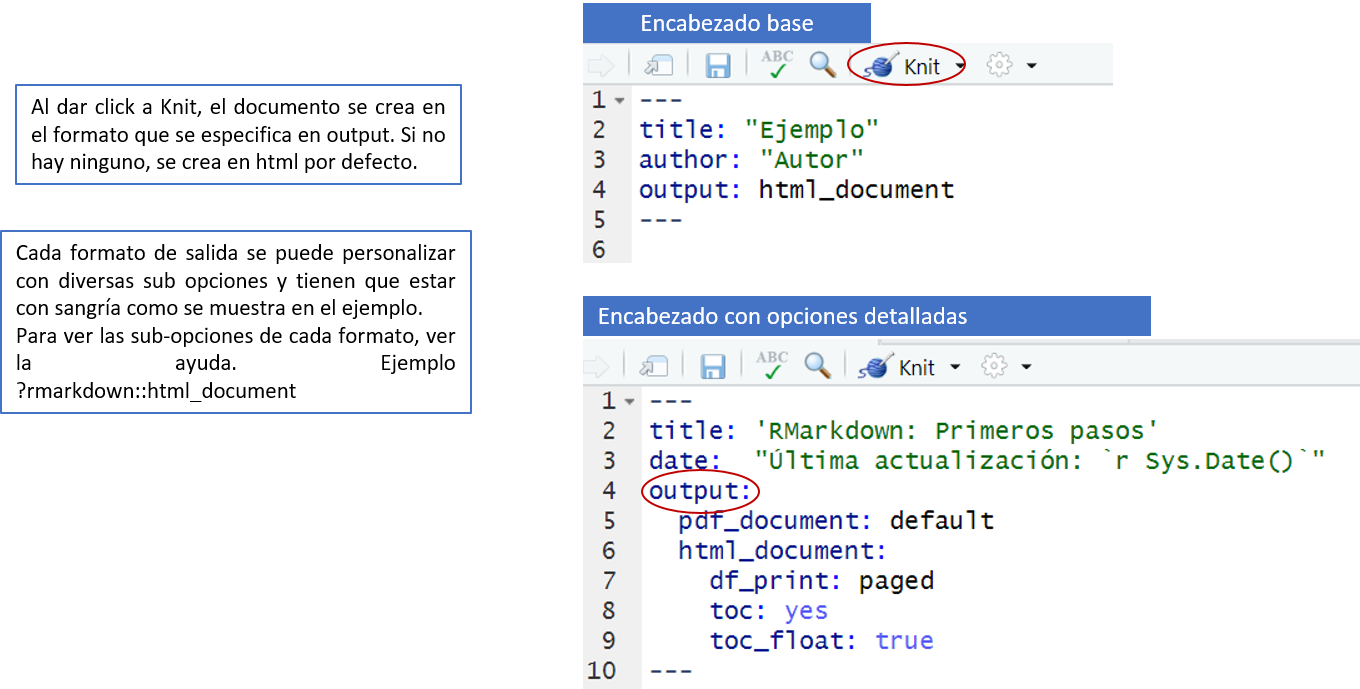 Encabezado base
ABC
Knit
Al dar click a Knit, el documento se crea en
el formato que se especifica en output. Si no
hay ninguno, se crea en html por defecto.
1 ---
2 title: "Ejemplo"
3 author: "Autor"
4 output: html_document
5 ---
6
Cada formato de salida se puede personalizar
con diversas sub opciones y tienen que estar
con sangría como se muestra en el ejemplo.
Para ver las sub-opciones de cada formato, ver
la ayuda. Ejemplo
?rmarkdown::html_document
Encabezado con opciones detalladas
ABC
Knit
1 ---
2 title: 'RMarkdown: Primeros pasos'
3 date:  "Última actualización: `r Sys.Date()`"
4 output:
5   pdf_document: default
6   html_document:
7     df_print: paged
8     toc: yes
9     toc_float: true
10 ---